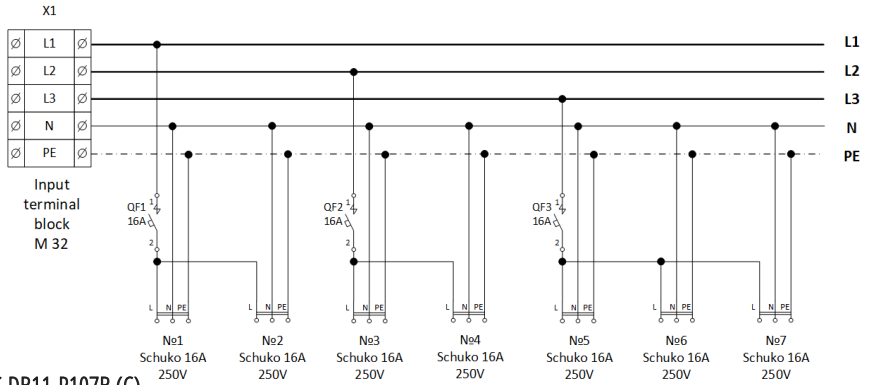 X1
L1
L2
L3
N
PE
L1
L2
L3
N
PE
Input
terminal
block
M 32
QF1
16A
1
2
QF2
16A
1
2
QF3
16A
1
2
L N PE
L N PE
L N PE
L N PE
L N PE
L N PE
L N PE
№1
Schuko 16A
250V
№2
Schuko 16A
250V
№3
Schuko 16A
250V
№4
Schuko 16A
250V
№5
Schuko 16A
250V
№6
Schuko 16A
250V
№7
Schuko 16A
250V